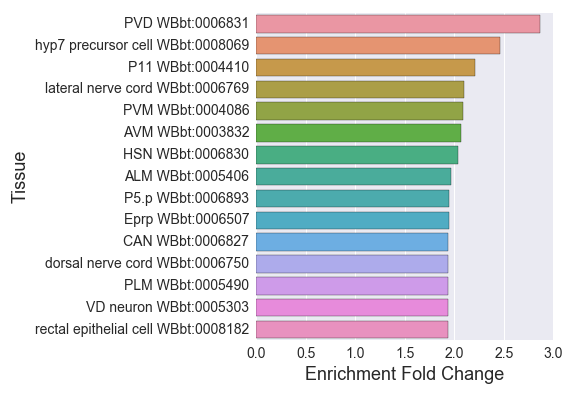 PVD WBbt:0006831
hyp7 precursor cell WBbt:0008069
P11 WBbt:0004410
lateral nerve cord WBbt:0006769
PVM WBbt:0004086
AVM WBbt:0003832
HSN WBbt:0006830
ALM WBbt:0005406
P5.p WBbt:0006893
Eprp WBbt:0006507
CAN WBbt:0006827
dorsal nerve cord WBbt:0006750
PLM WBbt:0005490
VD neuron WBbt:0005303
rectal epithelial cell WBbt:0008182
Tissue
0.0 0.5 1.0 1.5 2.0 2.5 3.0
Enrichment Fold Change